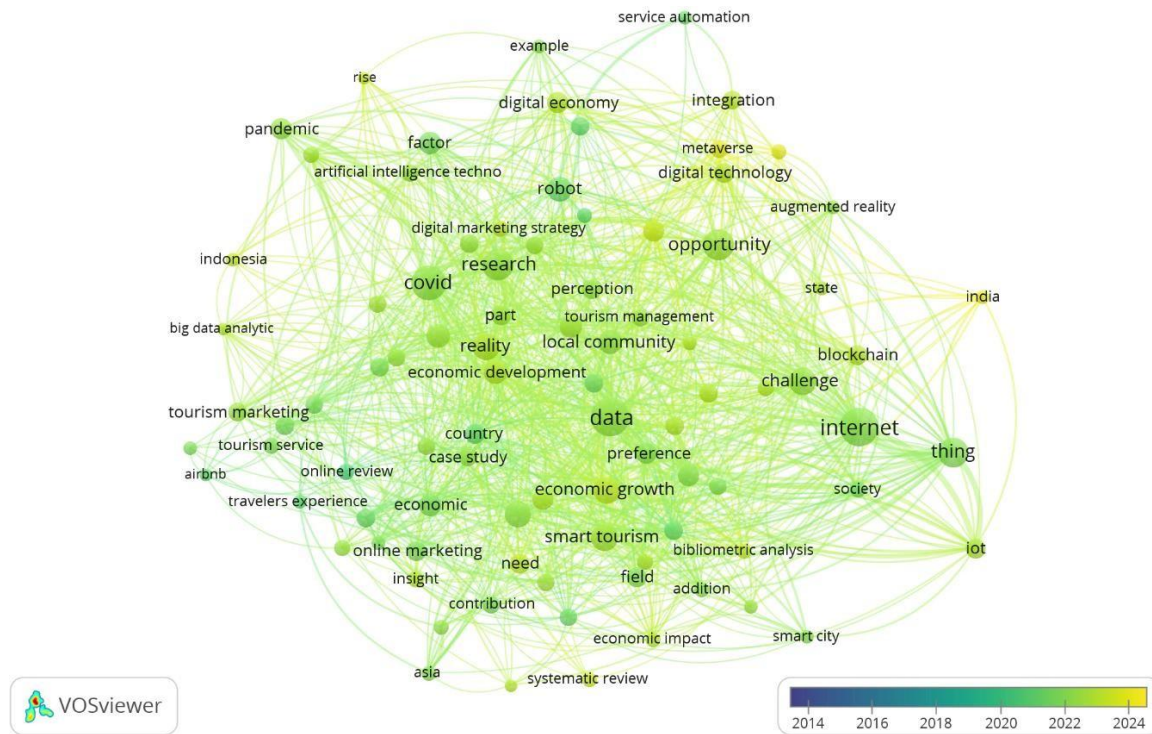 service automation
example
rise
digital economy
integration
pandemic
factor
metaverse
artificial intelligence techno
digital technology
robot
augmented reality
digital marketing strategy
opportunity
indonesia
research
covid
perception
state
india
part
tourism management
big data analytic
reality
local community
blockchain
economic development
challenge
tourism marketing
data
internet
country
tourism service
case study
preference
thing
airbnb
online review
economic growth
society
travelers experience
economic
smart tourism
online marketing
bibliometric analysis
iot
need
insight
field
addition
contribution
economic impact
smart city
asia
systematic review
VOSviewer
2014 2016 2018 2020 2022 2024